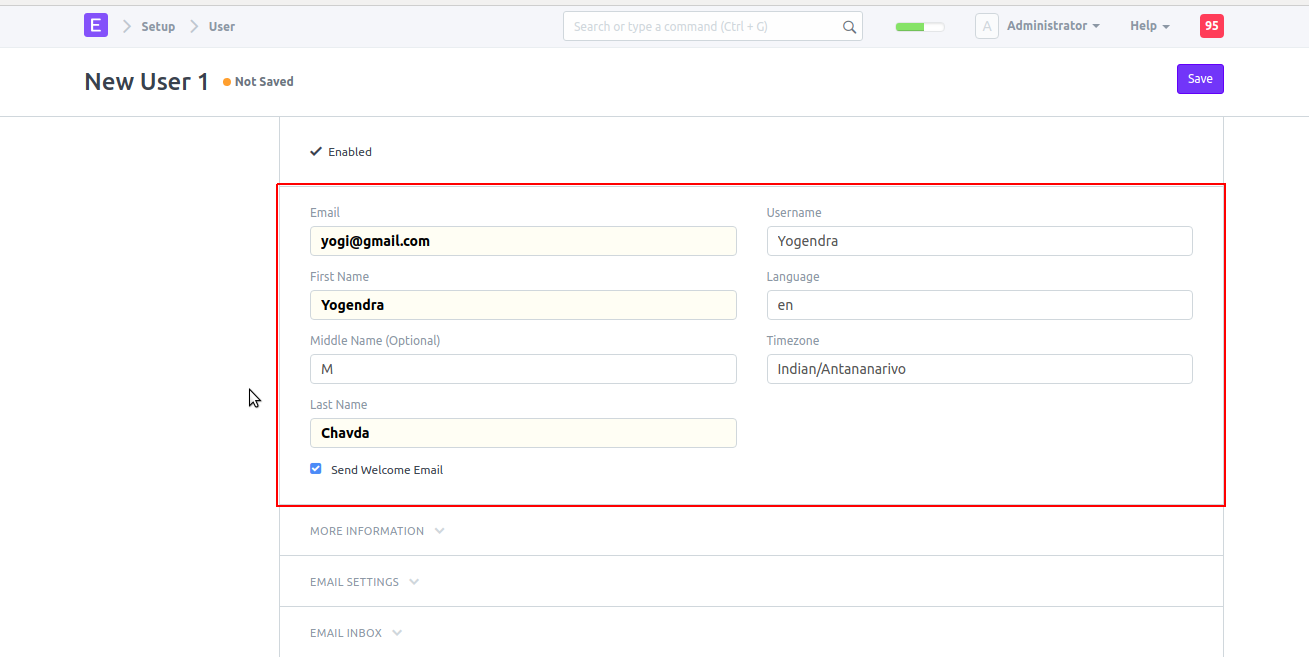 E Setup User Search or type a command (Ctrl + G) A Administrator Help 95
New User 1 Not Saved Save
Enabled
Email
yogi@gmail.com
First Name
Yogendra
Middle Name (Optional)
M
Last Name
Chavda
Send Welcome Email
Username
Yogendra
Language
en
Timezone
Indian/Antananarivo
MORE INFORMATION
EMAIL SETTINGS
EMAIL INBOX